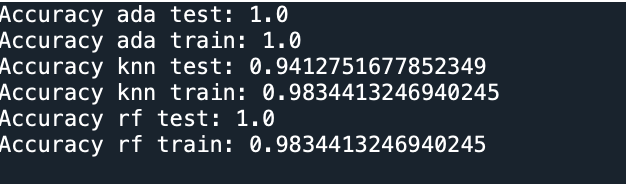 Accuracy ada test: 1.0
Accuracy ada train: 1.0
Accuracy knn test: 0.9412751677852349
Accuracy knn train: 0.9834413246940245
Accuracy rf test: 1.0
Accuracy rf train: 0.9834413246940245